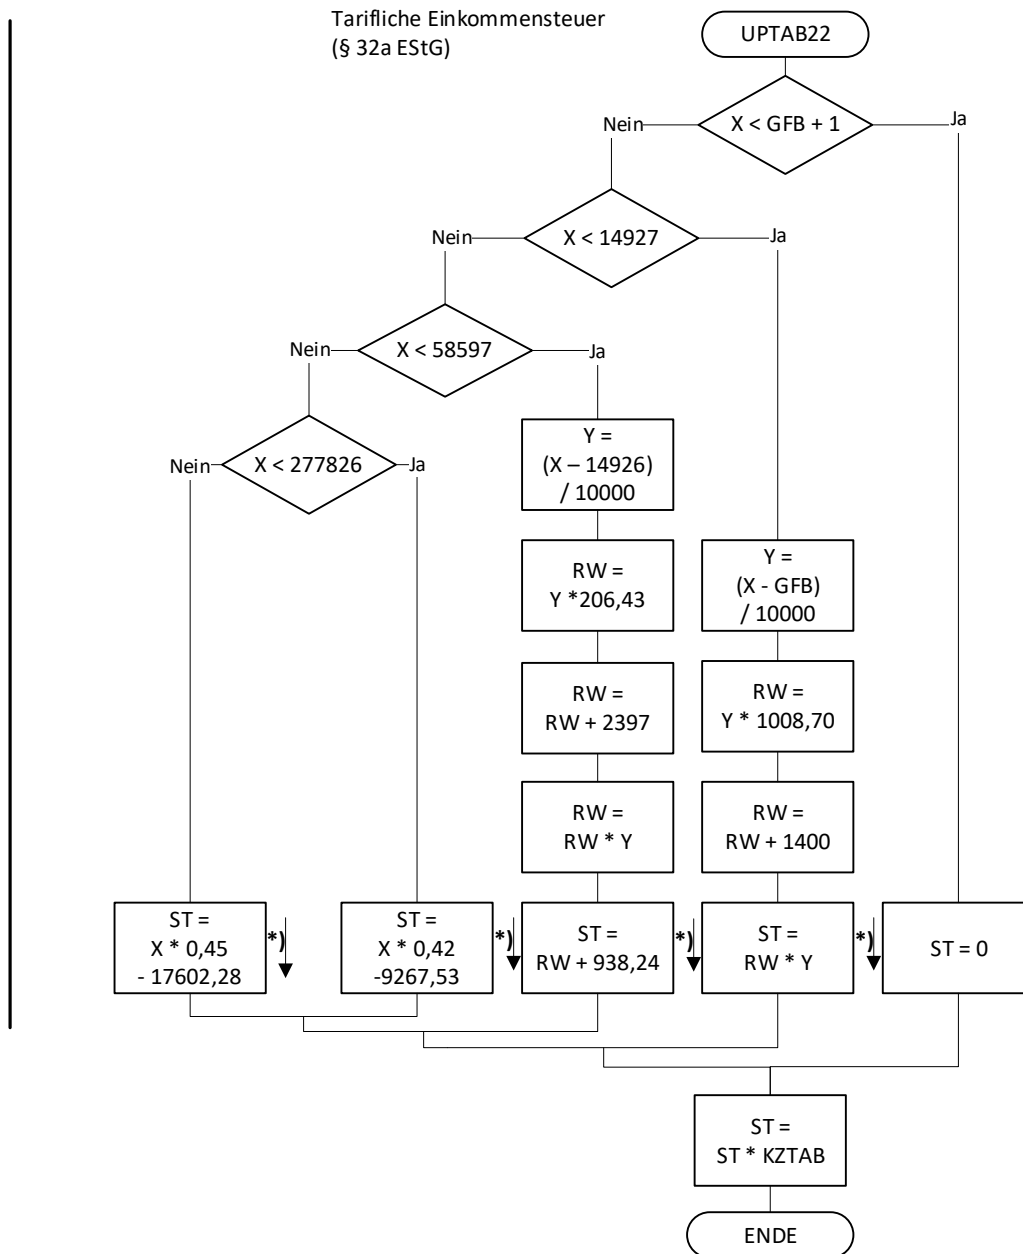 Tarifliche Einkommensteuer
(§ 32a EStG)
UPTAB22
X < GFB + 1
Nein
Ja
X < 14927
Nein
Ja
X < 58597
Nein
Ja
X < 277826
Nein
Ja
Y =
(X – 14926)
/ 10000
RW =
Y *206,43
Y =
(X - GFB)
/ 10000
RW =
RW + 2397
RW =
Y * 1008,70
RW =
RW * Y
RW =
RW + 1400
ST =
X * 0,45
- 17602,28
*)
ST =
X * 0,42
-9267,53
*)
ST =
RW + 938,24
*)
ST =
RW * Y
*)
ST = 0
ST =
ST * KZTAB
ENDE